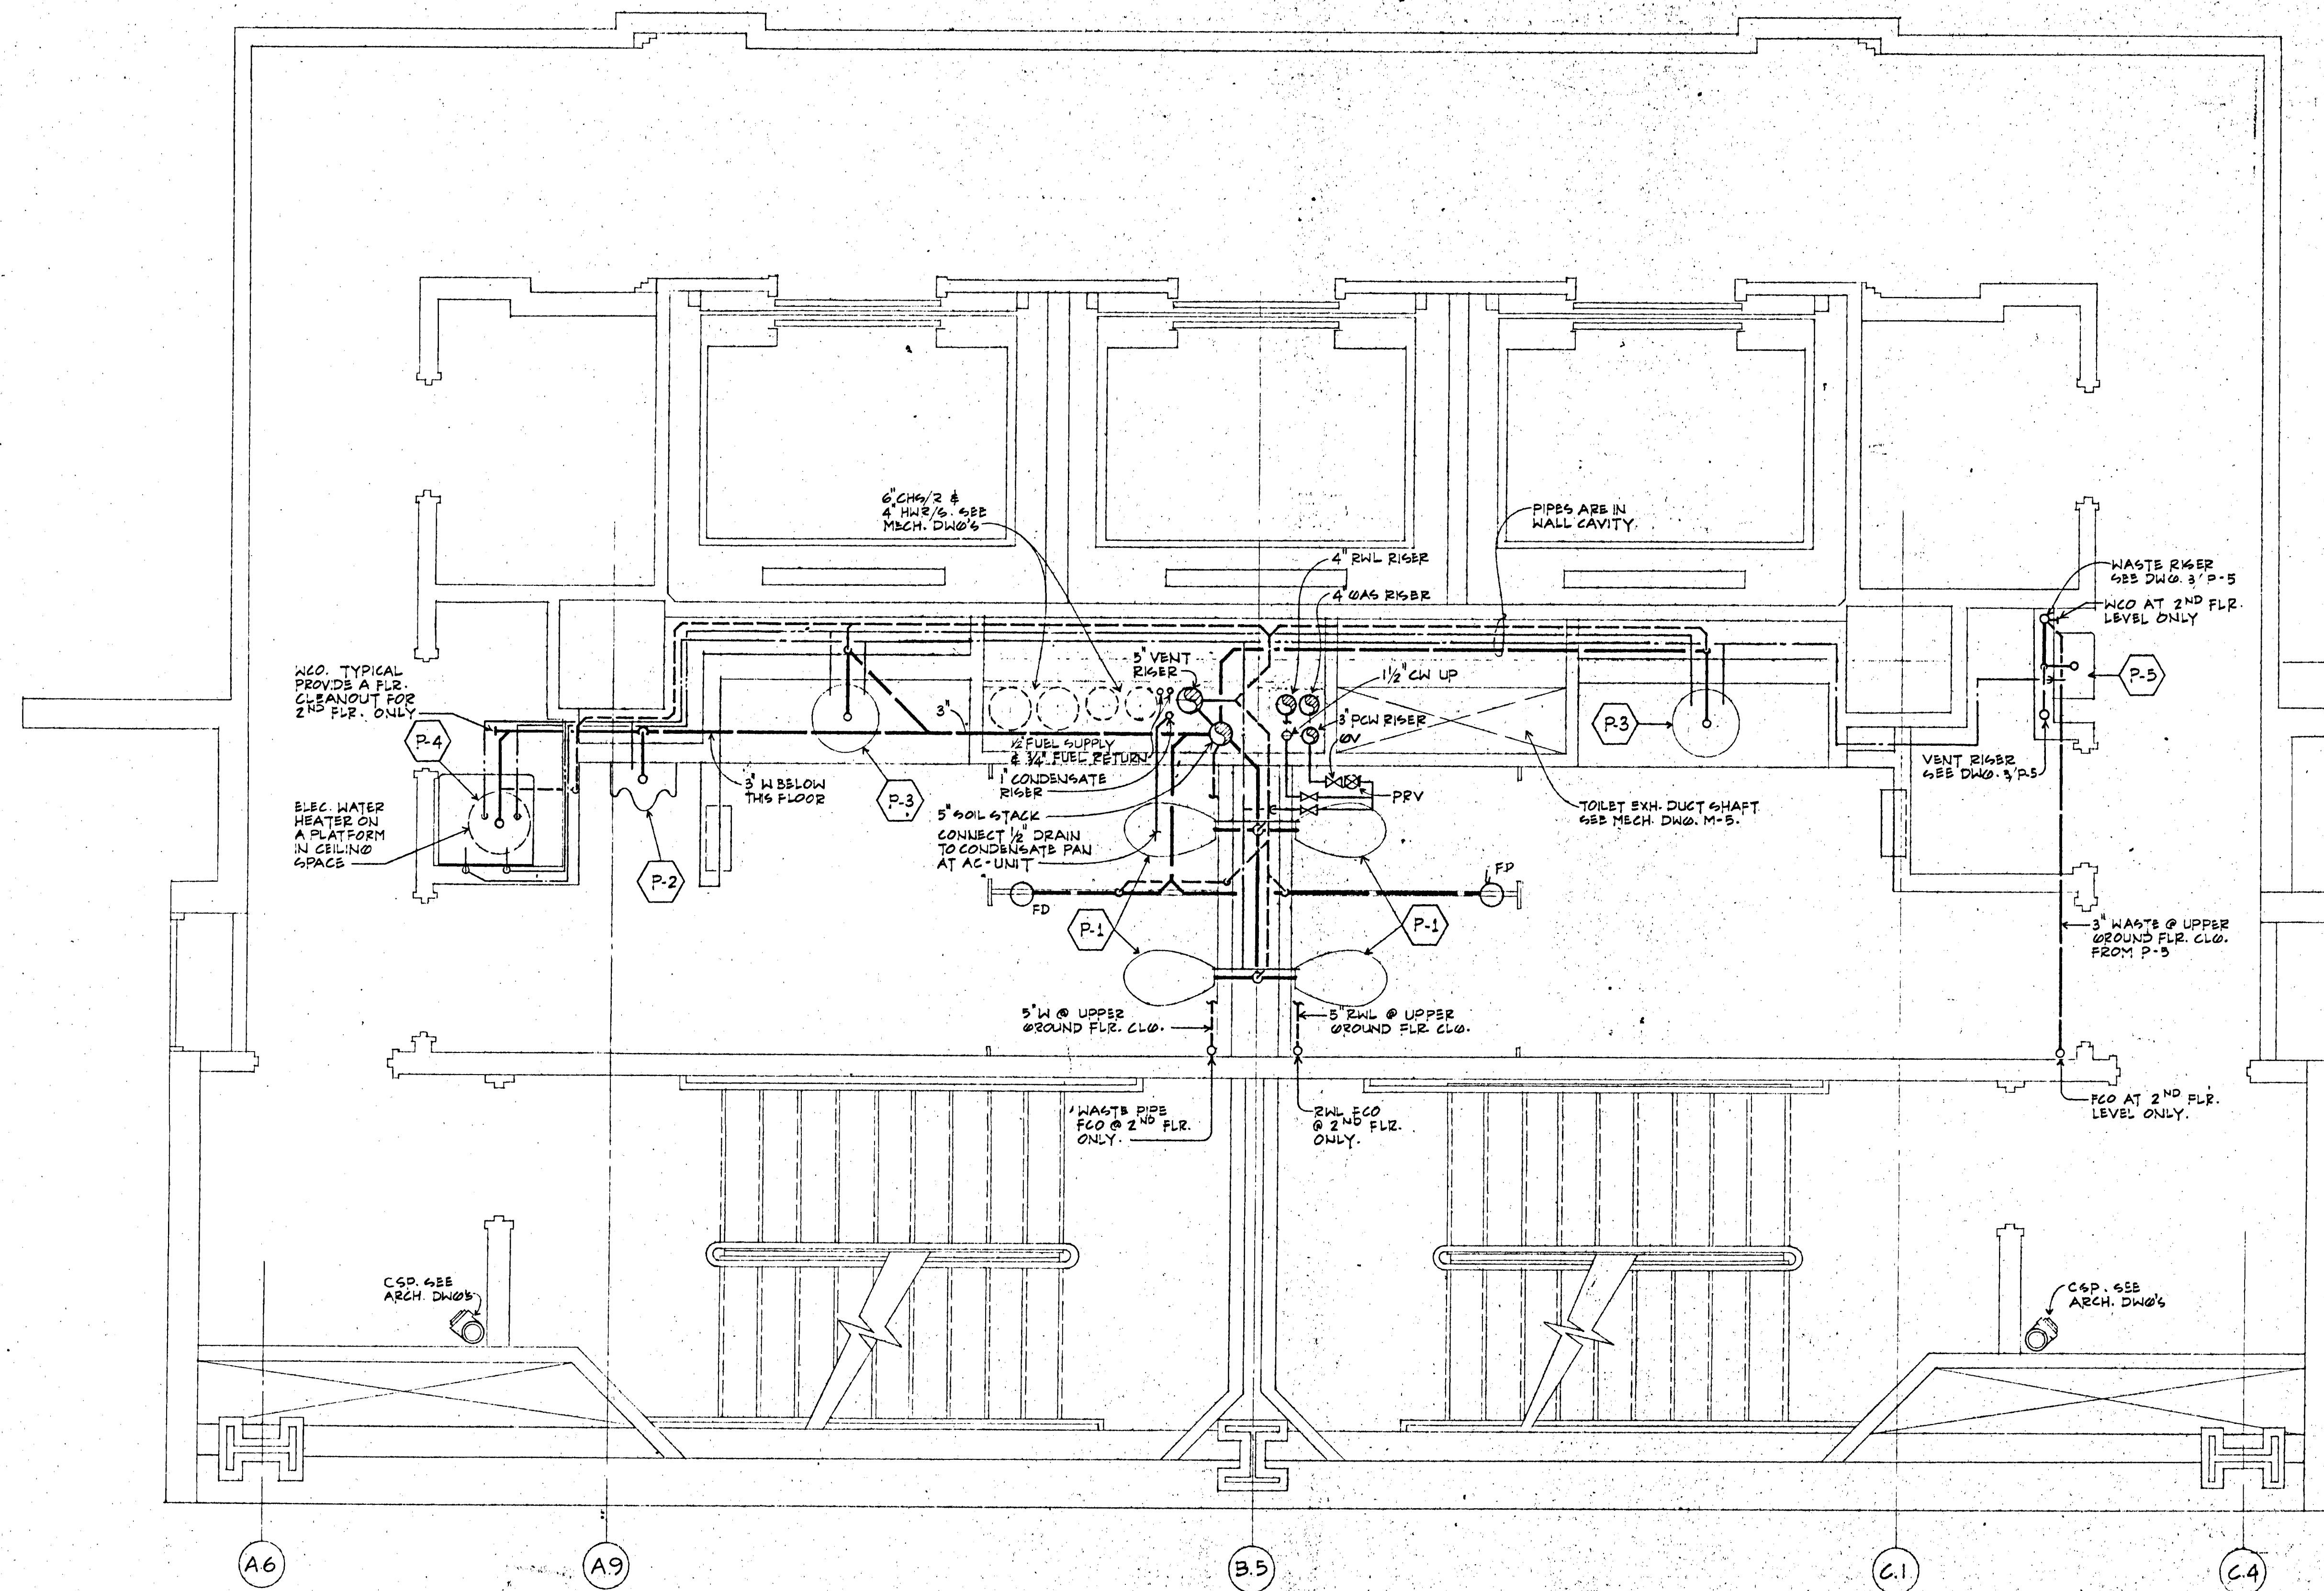 6" CHS/R &
4" HWR/S. SEE
MECH. DWG'S
PIPES ARE IN
WALL CAVITY.
4" RWL RISER
4" GAS RISER
WASTE RISER
SEE DWG. 3/P-5
WCO AT 2ND FLR.
LEVEL ONLY
P-5
WCO. TYPICAL
PROVIDE A FLR.
CLEANOUT FOR
2ND FLR. ONLY
P-4
5" VENT
RISER
1½" CW UP
3"
3" PCW RISER
GV
P-3
½" FUEL SUPPLY
& ¾" FUEL RETURN
1" CONDENSATE
RISER
PRV
3" W BELOW
THIS FLOOR
P-3
VENT RISER
SEE DWG. 3/P-5
ELEC. WATER
HEATER ON
A PLATFORM
IN CEILING
SPACE
5" SOIL STACK
CONNECT ½" DRAIN
TO CONDENSATE PAN
AT AC-UNIT
TOILET EXH. DUCT SHAFT
SEE MECH. DWG. M-5.
P-2
FD
FD
P-1
P-1
3" WASTE @ UPPER
GROUND FLR. CLG.
FROM P-5
5" W @ UPPER
GROUND FLR. CLG.
5" RWL @ UPPER
GROUND FLR. CLG.
WASTE PIPE
FCO @ 2ND FLR.
ONLY.
RWL FCO
@ 2ND FLR.
ONLY.
FCO AT 2ND FLR.
LEVEL ONLY.
CSP. SEE
ARCH. DWG'S
CSP. SEE
ARCH. DWG'S
A.6
A.9
B.5
C.1
C.4